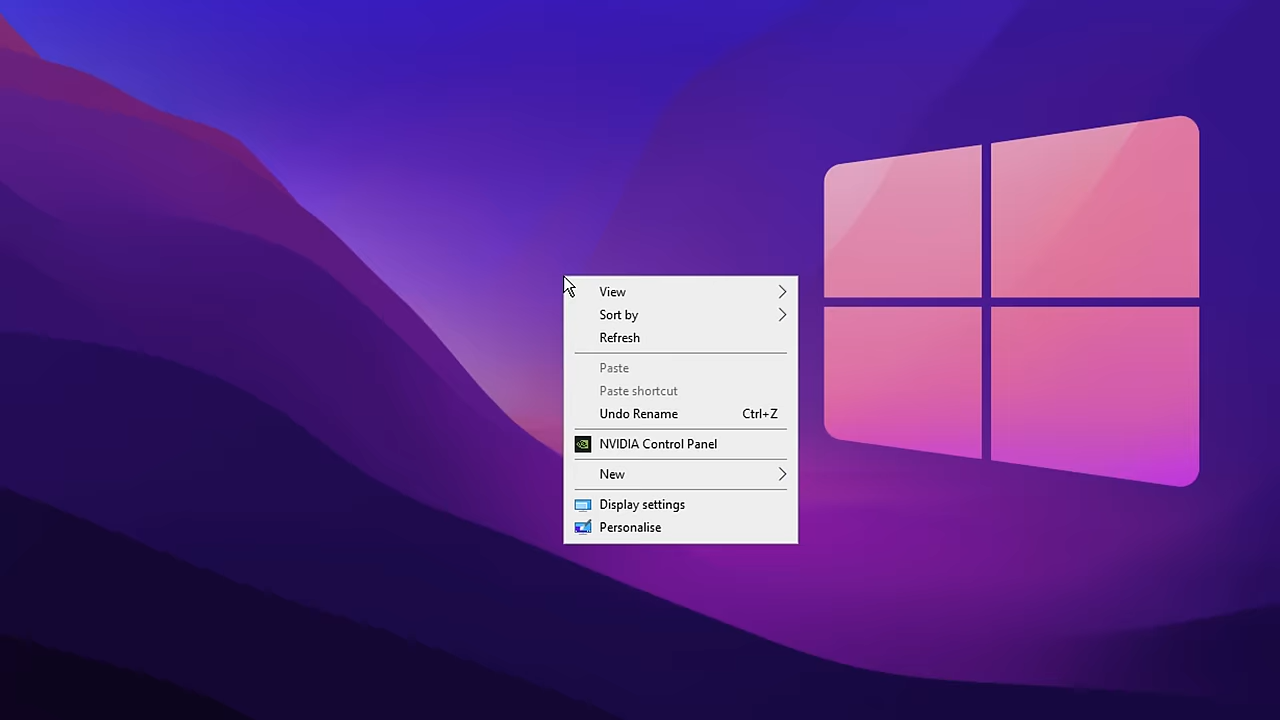 View
Sort by
Refresh
Paste
Paste shortcut
Undo Rename Ctrl+Z
NVIDIA Control Panel
New
Display settings
Personalise